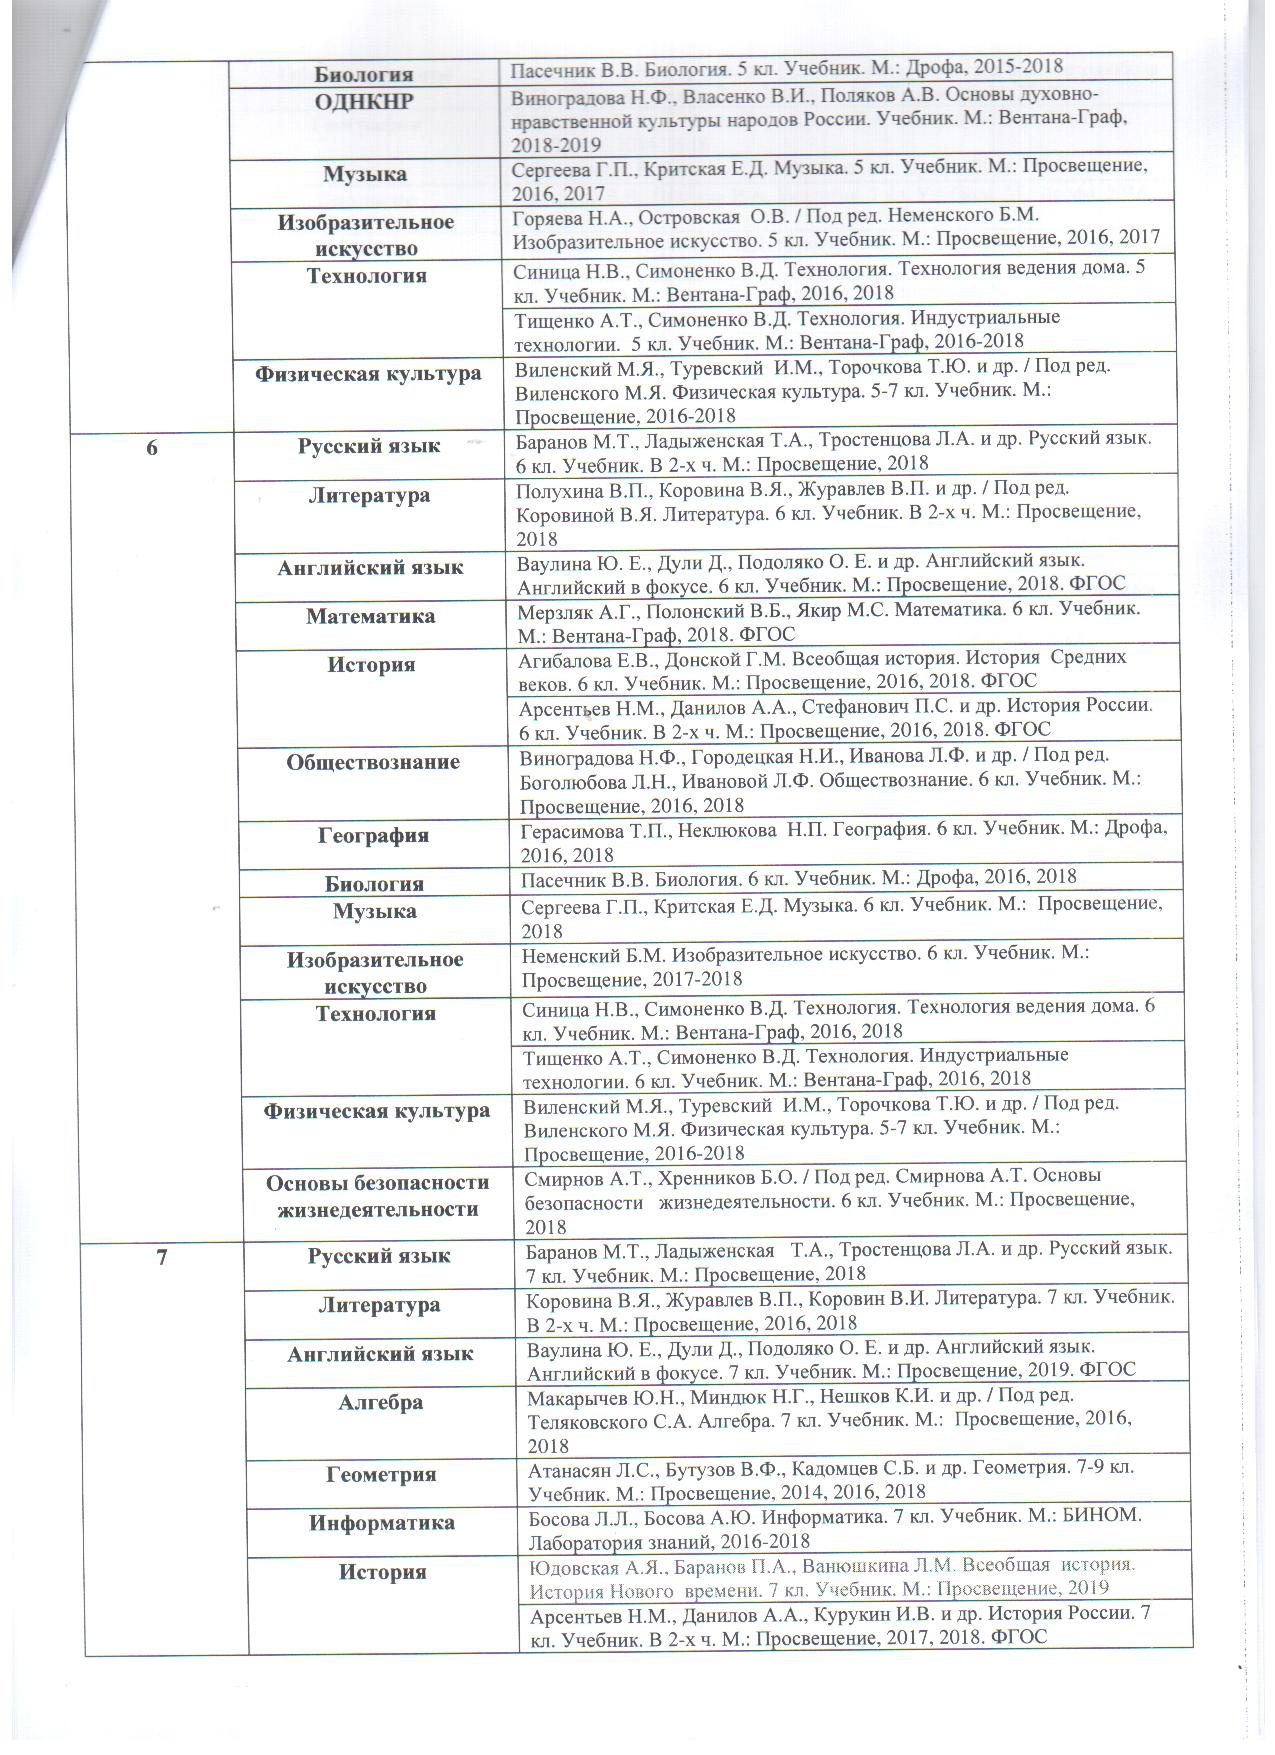 Биология
Пасечник В.В. Биология. 5 кл. Учебник. М.: Дрофа, 2015-2018
ОДНКНР
Виноградова Н.Ф., Власенко В.И., Поляков А.В. Основы духовно-
нравственной культуры народов России. Учебник. М.: Вентана-Граф,
2018-2019
Музыка
Сергеева Г.П., Критская Е.Д. Музыка. 5 кл. Учебник. М.: Просвещение,
2016, 2017
Изобразительное
искусство
Горяева Н.А., Островская О.В. / Под ред. Неменского Б.М.
Изобразительное искусство. 5 кл. Учебник. М.: Просвещение, 2016, 2017
Технология
Синица Н.В., Симоненко В.Д. Технология. Технология ведения дома. 5
кл. Учебник. М.: Вентана-Граф, 2016, 2018
Тищенко А.Т., Симоненко В.Д. Технология. Индустриальные
технологии. 5 кл. Учебник. М.: Вентана-Граф, 2016-2018
Физическая культура
Виленский М.Я., Туревский И.М., Торочкова Т.Ю. и др. / Под ред.
Виленского М.Я. Физическая культура. 5-7 кл. Учебник. М.:
Просвещение, 2016-2018
6
Русский язык
Баранов М.Т., Ладыженская Т.А., Тростенцова Л.А. и др. Русский язык.
6 кл. Учебник. В 2-х ч. М.: Просвещение, 2018
Литература
Полухина В.П., Коровина В.Я., Журавлев В.П. и др. / Под ред.
Коровиной В.Я. Литература. 6 кл. Учебник. В 2-х ч. М.: Просвещение,
2018
Английский язык
Ваулина Ю. Е., Дули Д., Подоляко О. Е. и др. Английский язык.
Английский в фокусе. 6 кл. Учебник. М.: Просвещение, 2018. ФГОС
Математика
Мерзляк А.Г., Полонский В.Б., Якир М.С. Математика. 6 кл. Учебник.
М.: Вентана-Граф, 2018. ФГОС
История
Агибалова Е.В., Донской Г.М. Всеобщая история. История Средних
веков. 6 кл. Учебник. М.: Просвещение, 2016, 2018. ФГОС
Арсентьев Н.М., Данилов А.А., Стефанович П.С. и др. История России.
6 кл. Учебник. В 2-х ч. М.: Просвещение, 2016, 2018. ФГОС
Обществознание
Виноградова Н.Ф., Городецкая Н.И., Иванова Л.Ф. и др. / Под ред.
Боголюбова Л.Н., Ивановой Л.Ф. Обществознание. 6 кл. Учебник. М.:
Просвещение, 2016, 2018
География
Герасимова Т.П., Неклюкова Н.П. География. 6 кл. Учебник. М.: Дрофа,
2016, 2018
Биология
Пасечник В.В. Биология. 6 кл. Учебник. М.: Дрофа, 2016, 2018
Музыка
Сергеева Г.П., Критская Е.Д. Музыка. 6 кл. Учебник. М.: Просвещение,
2018
Изобразительное
искусство
Неменский Б.М. Изобразительное искусство. 6 кл. Учебник. М.:
Просвещение, 2017-2018
Технология
Синица Н.В., Симоненко В.Д. Технология. Технология ведения дома. 6
кл. Учебник. М.: Вентана-Граф, 2016, 2018
Тищенко А.Т., Симоненко В.Д. Технология. Индустриальные
технологии. 6 кл. Учебник. М.: Вентана-Граф, 2016, 2018
Физическая культура
Виленский М.Я., Туревский И.М., Торочкова Т.Ю. и др. / Под ред.
Виленского М.Я. Физическая культура. 5-7 кл. Учебник. М.:
Просвещение, 2016-2018
Основы безопасности
жизнедеятельности
Смирнов А.Т., Хренников Б.О. / Под ред. Смирнова А.Т. Основы
безопасности жизнедеятельности. 6 кл. Учебник. М.: Просвещение,
2018
7
Русский язык
Баранов М.Т., Ладыженская Т.А., Тростенцова Л.А. и др. Русский язык.
7 кл. Учебник. М.: Просвещение, 2018
Литература
Коровина В.Я., Журавлев В.П., Коровин В.И. Литература. 7 кл. Учебник.
В 2-х ч. М.: Просвещение, 2016, 2018
Английский язык
Ваулина Ю. Е., Дули Д., Подоляко О. Е. и др. Английский язык.
Английский в фокусе. 7 кл. Учебник. М.: Просвещение, 2019. ФГОС
Алгебра
Макарычев Ю.Н., Миндюк Н.Г., Нешков К.И. и др. / Под ред.
Теляковского С.А. Алгебра. 7 кл. Учебник. М.: Просвещение, 2016,
2018
Геометрия
Атанасян Л.С., Бутузов В.Ф., Кадомцев С.Б. и др. Геометрия. 7-9 кл.
Учебник. М.: Просвещение, 2014, 2016, 2018
Информатика
Босова Л.Л., Босова А.Ю. Информатика. 7 кл. Учебник. М.: БИНОМ.
Лаборатория знаний, 2016-2018
История
Юдовская А.Я., Баранов П.А., Ванюшкина Л.М. Всеобщая история.
История Нового времени. 7 кл. Учебник. М.: Просвещение, 2019
Арсентьев Н.М., Данилов А.А., Курукин И.В. и др. История России. 7
кл. Учебник. В 2-х ч. М.: Просвещение, 2017, 2018. ФГОС